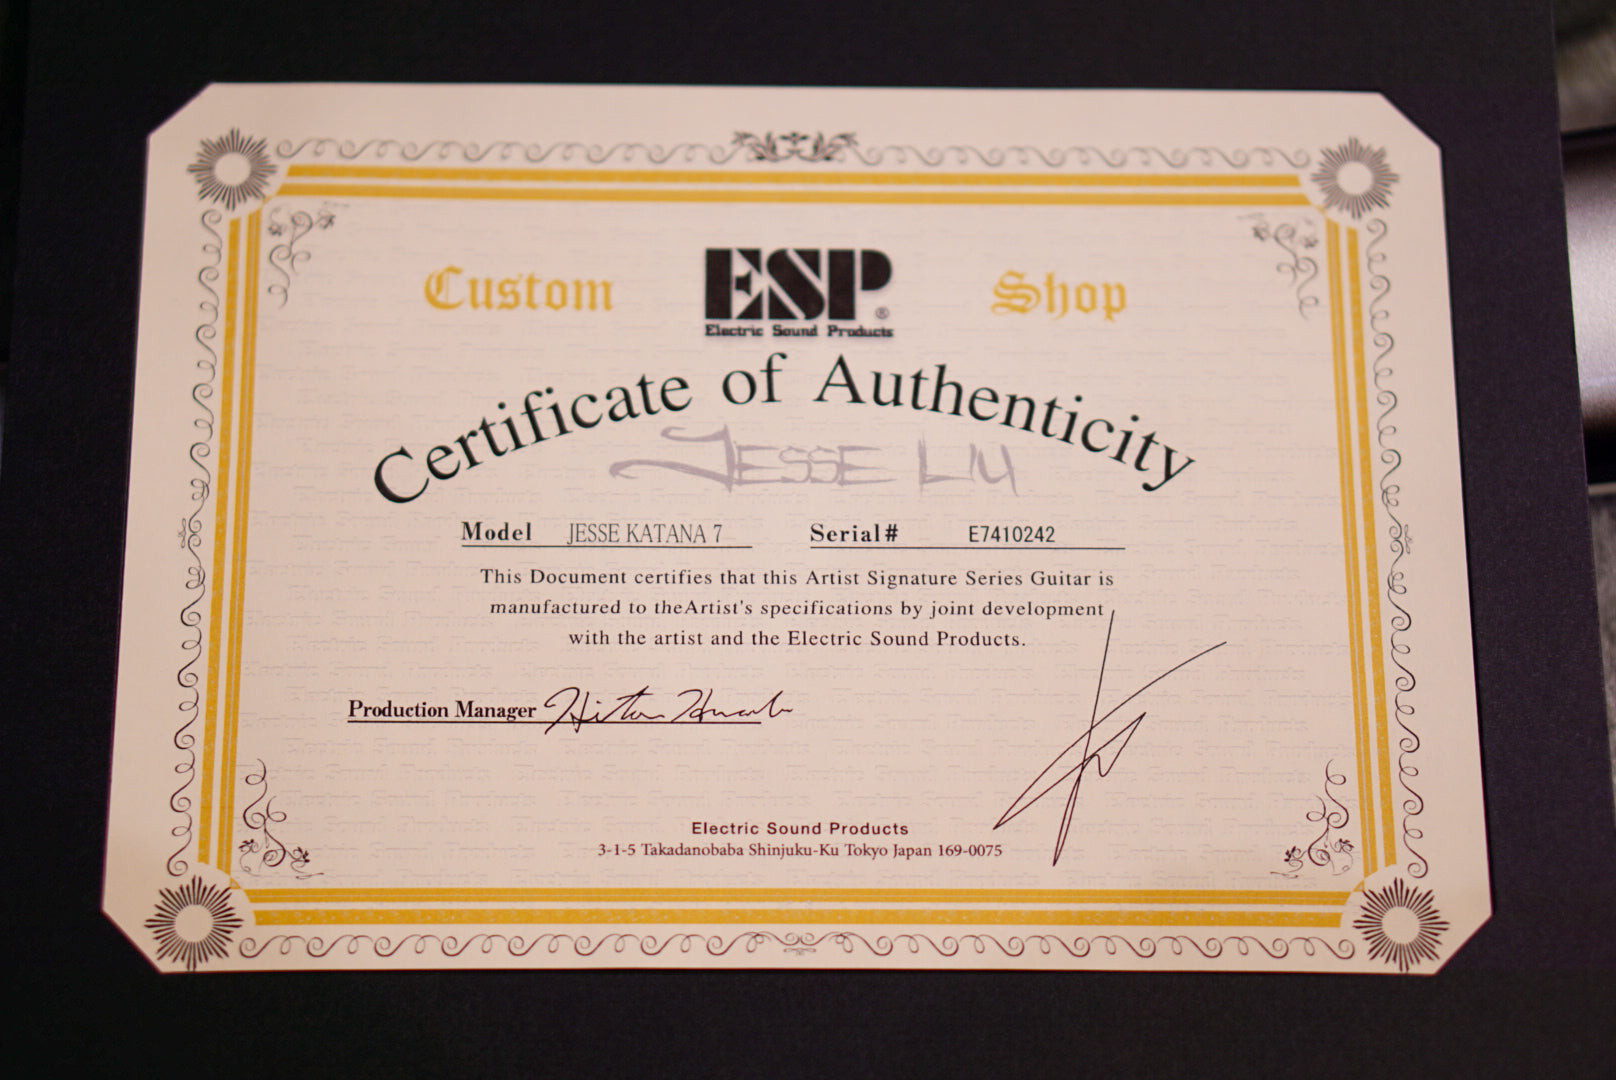 Custom ESP® Shop
Electric Sound Products
Certificate of Authenticity
JESSE LIU
Model JESSE KATANA 7 Serial# E7410242
This Document certifies that this Artist Signature Series Guitar is
manufactured to theArtist's specifications by joint development
with the artist and the Electric Sound Products.
Production Manager
Electric Sound Products
3-1-5 Takadanobaba Shinjuku-Ku Tokyo Japan 169-0075